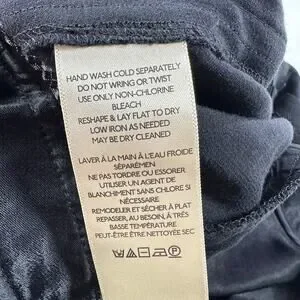 HAND WASH COLD SEPARATELY
DO NOT WRING OR TWIST
USE ONLY NON-CHLORINE
BLEACH
RESHAPE & LAY FLAT TO DRY
LOW IRON AS NEEDED
MAY BE DRY CLEANED
LAVER À LA MAIN À L'EAU FROIDE
SÉPARÉMEN
NE PAS TORDRE OU ESSORER
UTILISER UN AGENT DE
BLANCHIMENT SANS CHLORE SI
NÉCESSAIRE
REMODELER ET SÉCHER À PLAT
REPASSER, AU BESOIN, À TRÈS
BASSE TEMPÉRATURE
PEUT-ÊTRE ÊTRE NETTOYÉE SEC